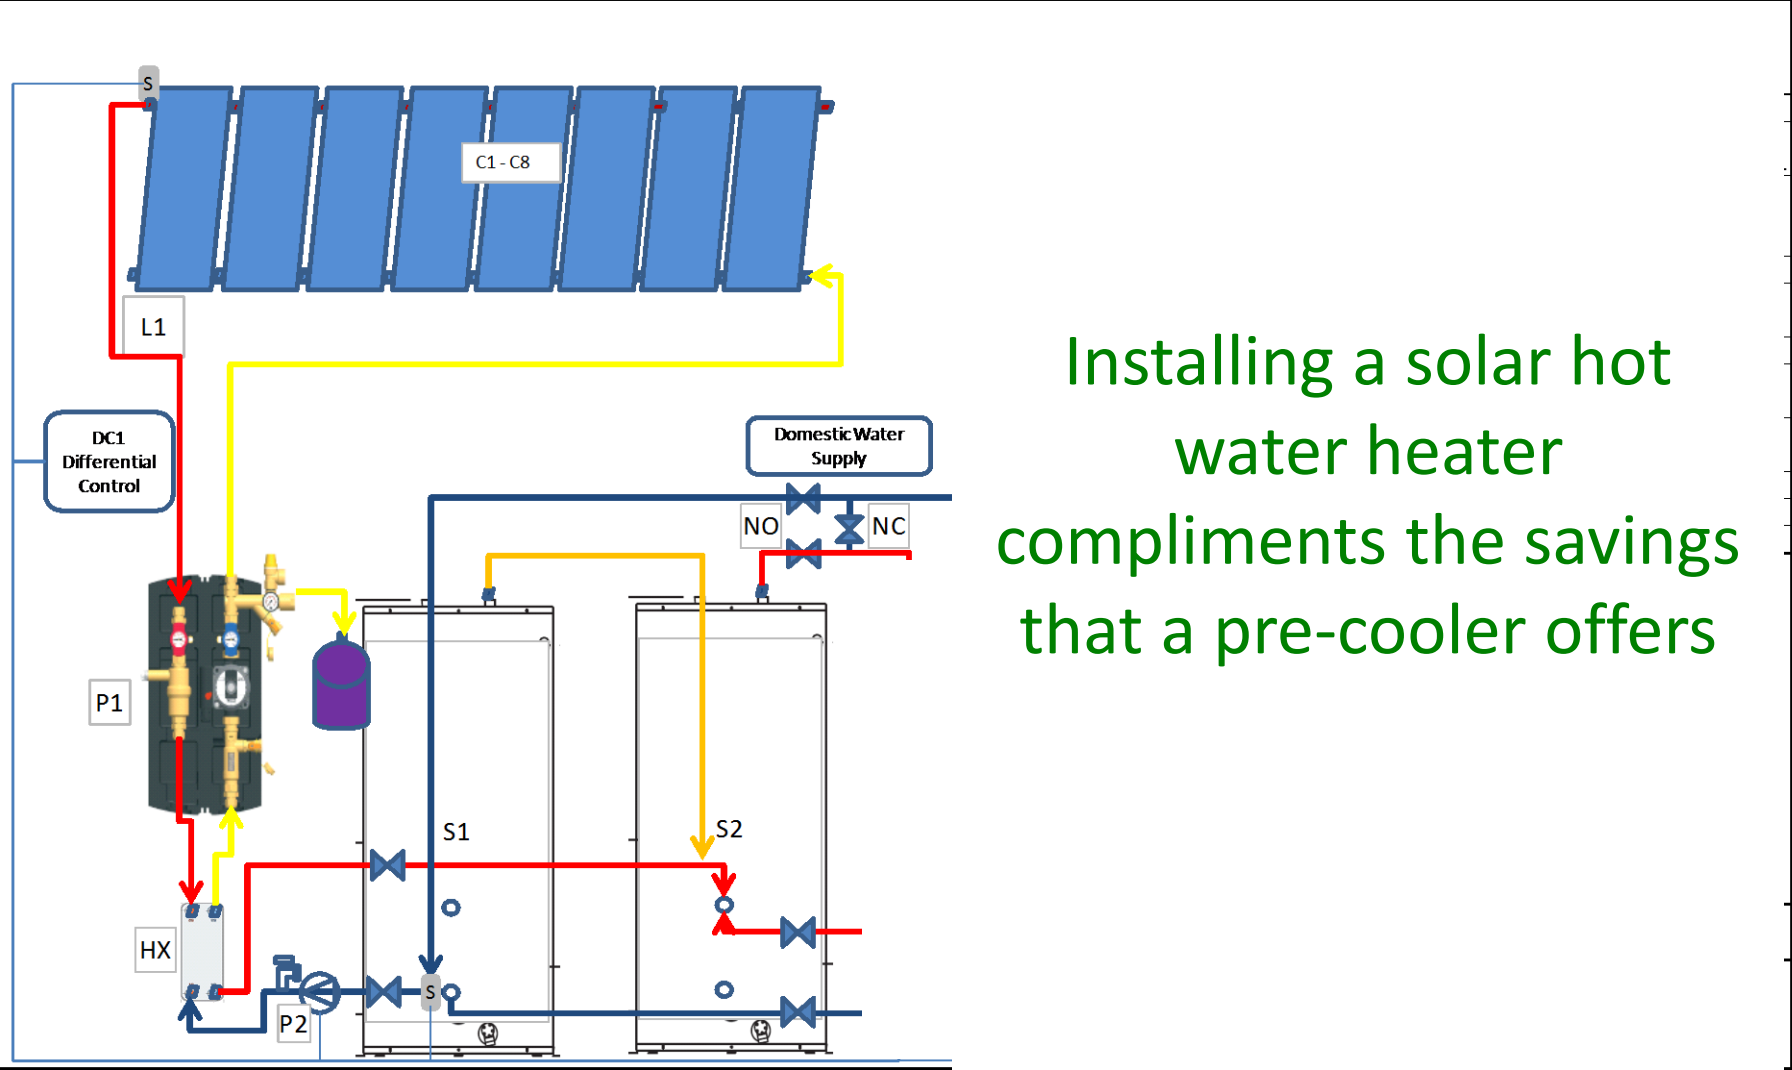 S
C1 - C8
L1
DC1
Differential
Control
Domestic Water
Supply
NO
NC
Installing a solar hot
water heater
compliments the savings
that a pre-cooler offers
P1
S1
S2
HX
S
P2